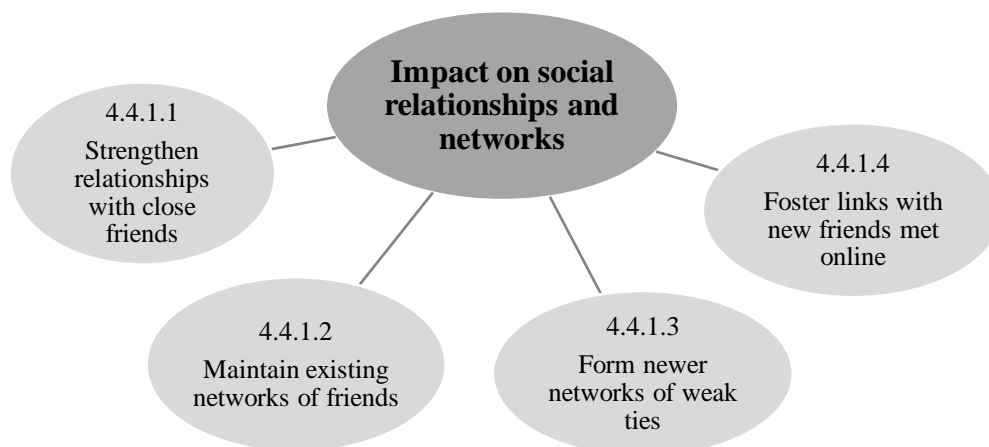 Impact on social
relationships and
networks
4.4.1.1
Strengthen
relationships
with close
friends
4.4.1.2
Maintain existing
networks of friends
4.4.1.3
Form newer
networks of weak
ties
4.4.1.4
Foster links with
new friends met
online